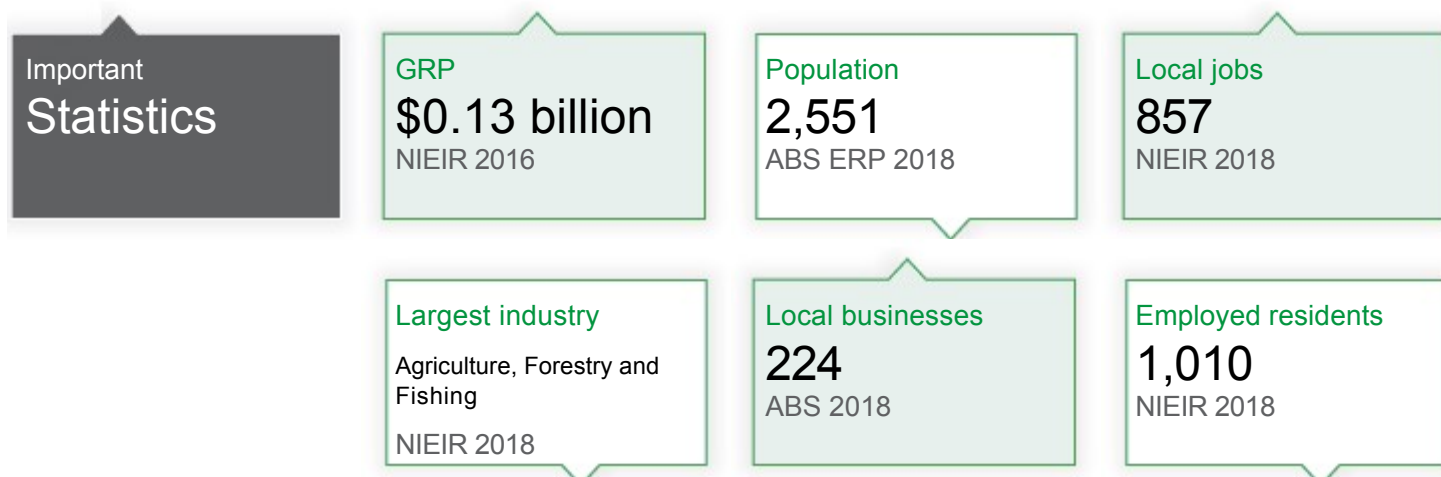 Important
Statistics
GRP
$0.13 billion
NIEIR 2016
Population
2,551
ABS ERP 2018
Local jobs
857
NIEIR 2018
Largest industry
Agriculture, Forestry and
Fishing
NIEIR 2018
Local businesses
224
ABS 2018
Employed residents
1,010
NIEIR 2018